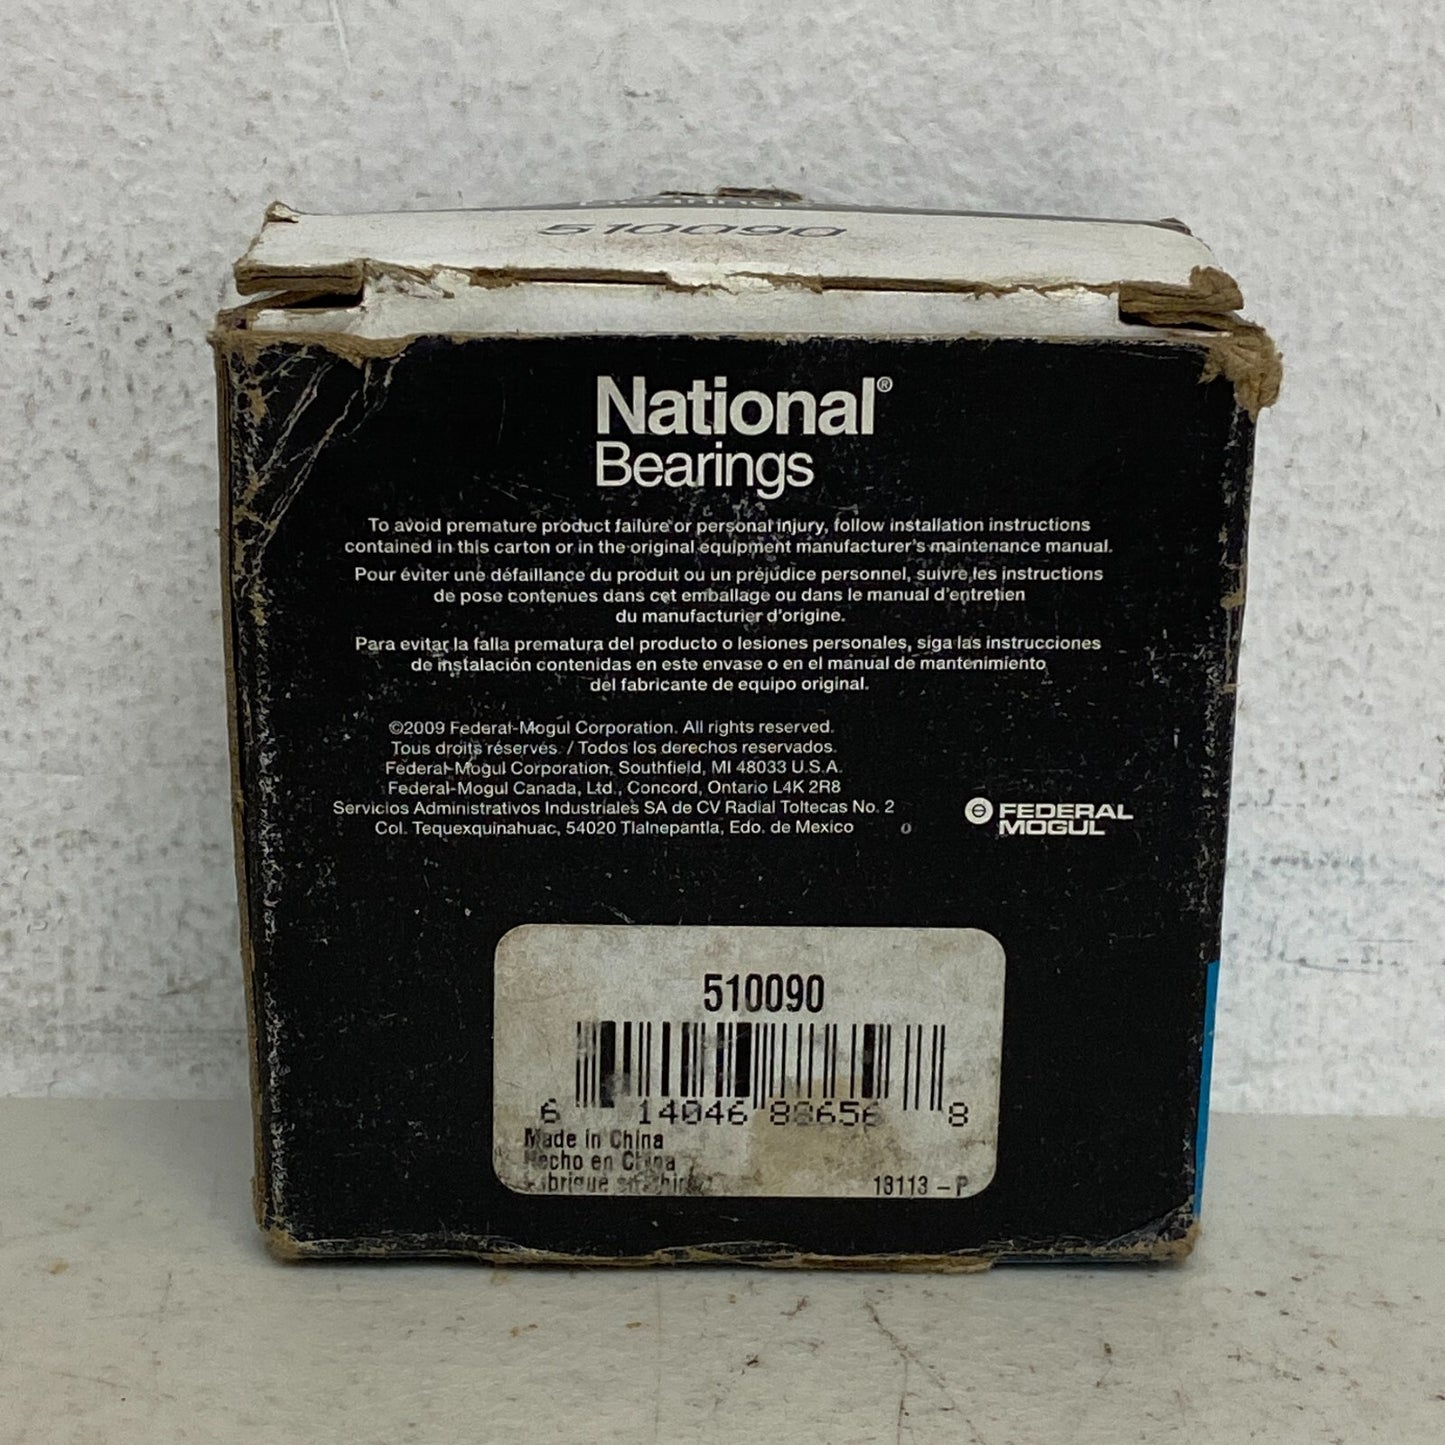 510090
National®
Bearings
To avoid premature product failure or personal injury, follow installation instructions
contained in this carton or in the original equipment manufacturer's maintenance manual.
Pour éviter une défaillance du produit ou un préjudice personnel, suivre les instructions
de pose contenues dans cet emballage ou dans le manuel d'entretien
du manufacturier d'origine.
Para evitar la falla prematura del producto o lesiones personales, siga las instrucciones
de instalación contenidas en este envase o en el manual de mantenimiento
del fabricante de equipo original.
©2009 Federal-Mogul Corporation. All rights reserved.
Tous droits réservés. / Todos los derechos reservados.
Federal-Mogul Corporation, Southfield, MI 48033 U.S.A.
Federal-Mogul Canada, Ltd., Concord, Ontario L4K 2R8
Servicios Administrativos Industriales SA de CV Radial Toltecas No. 2
Col. Tequexquinahuac, 54020 Tlalnepantla, Edo. de Mexico
FEDERAL
MOGUL
510090
6 14046 88656 8
Made in China
Hecho en China
13113 - P